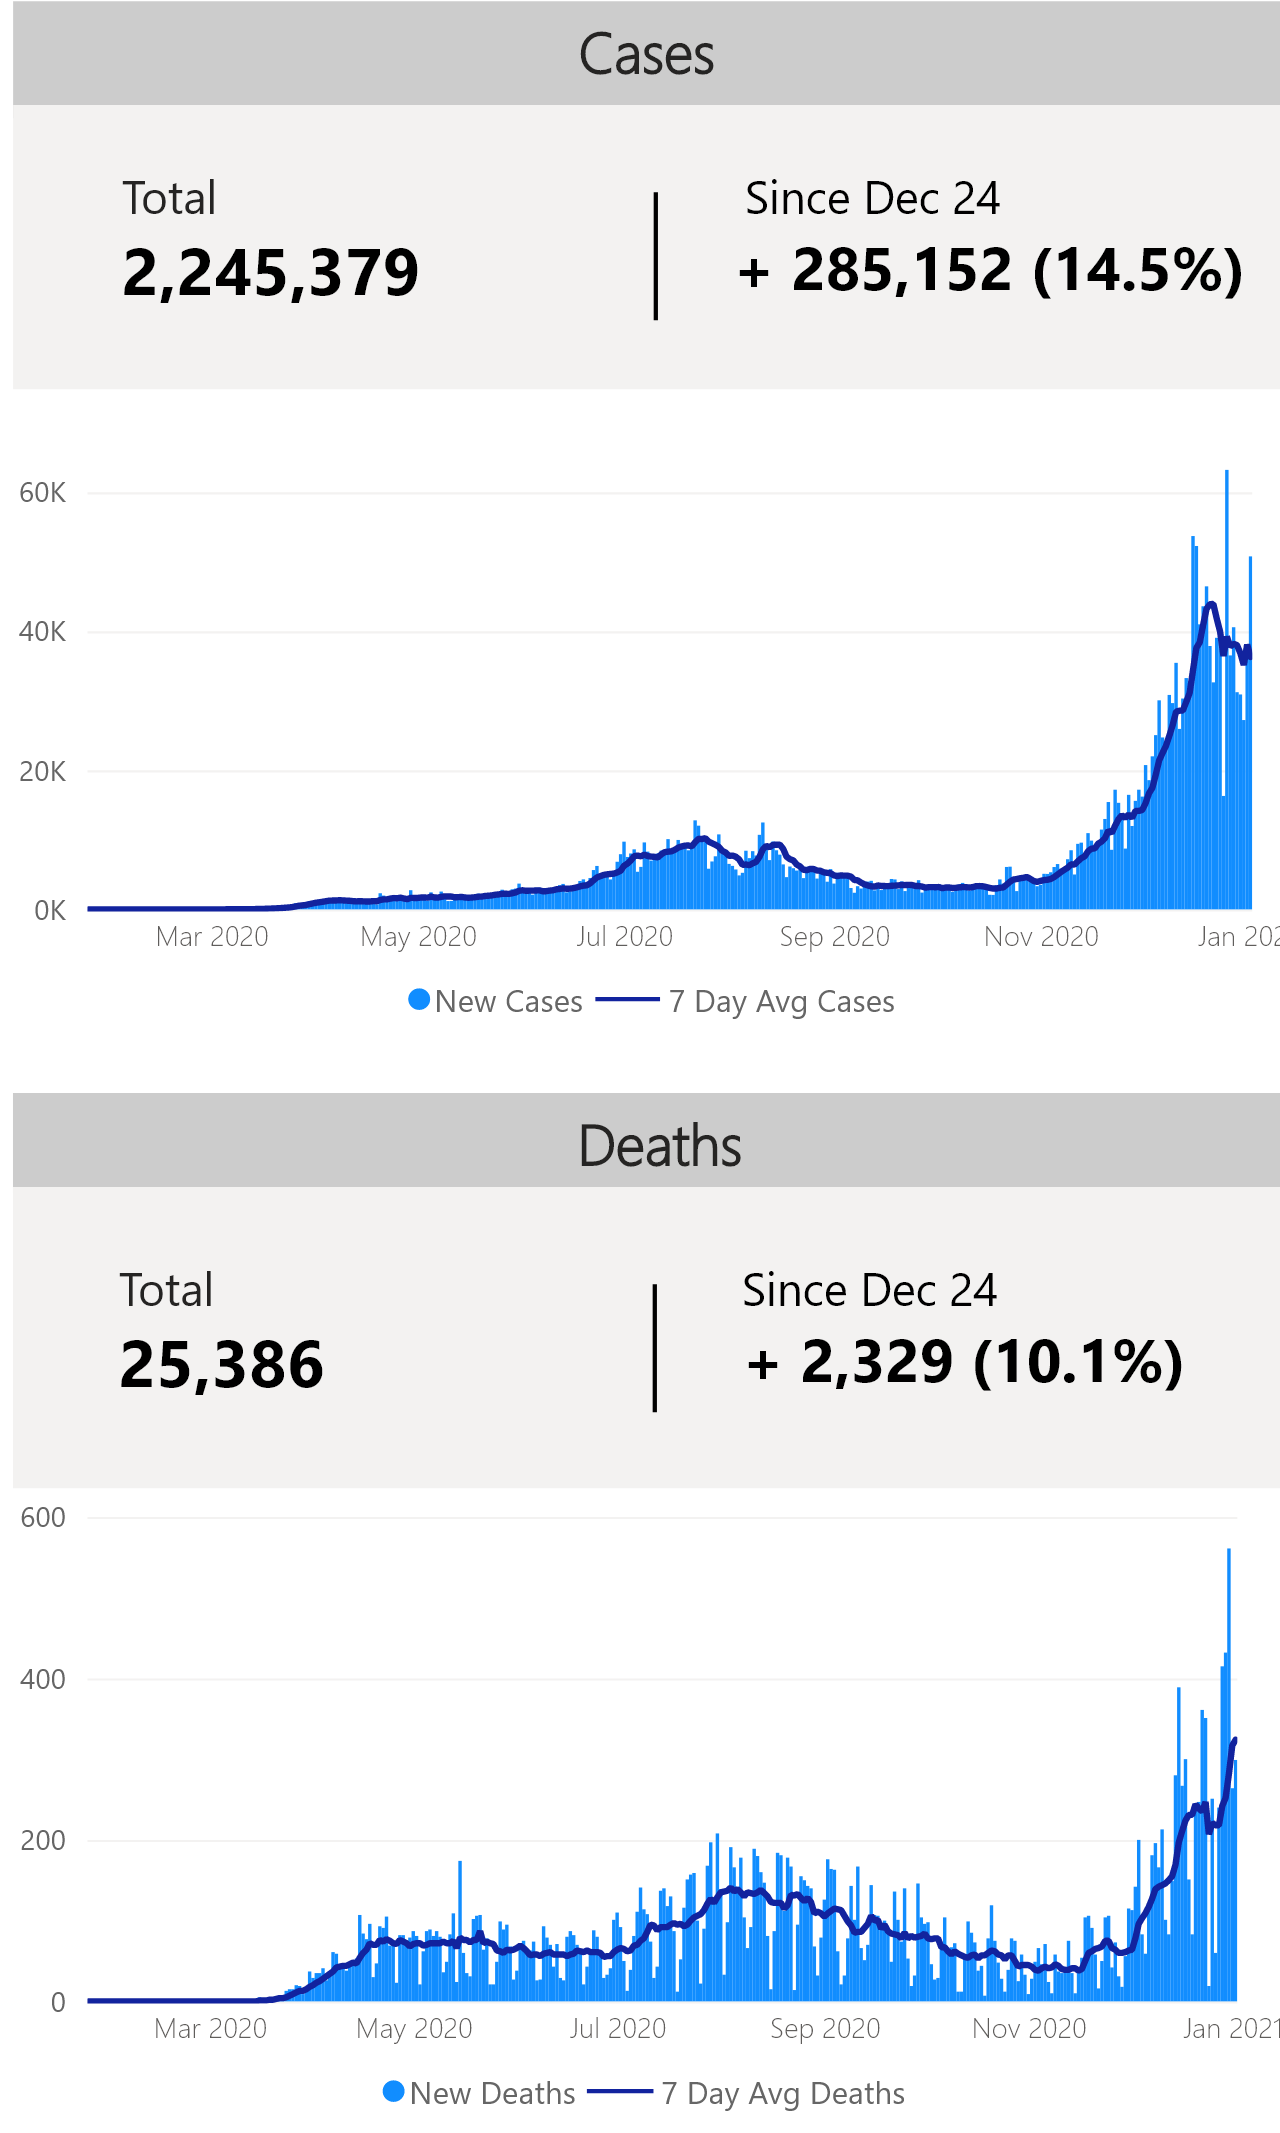 Cases
Total
Since Dec 24
2,245,379
+ 285,152 (14.5%)
60K
40K
20K
0K
Mar 2020 May 2020 Jul 2020 Sep 2020 Nov 2020 Jan 202
New Cases 7 Day Avg Cases
Deaths
Total
Since Dec 24
25,386
+ 2,329 (10.1%)
600
400
200
0
Mar 2020 May 2020 Jul 2020 Sep 2020 Nov 2020 Jan 2021
New Deaths 7 Day Avg Deaths